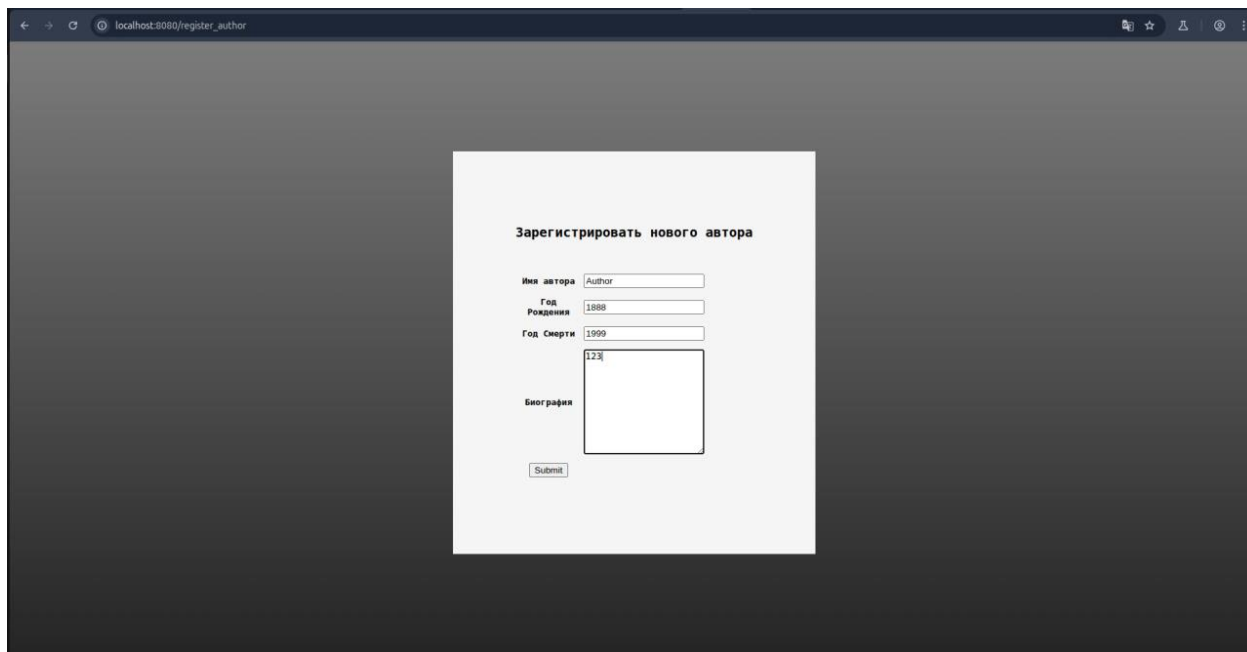 localhost:8080/register_author
Зарегистрировать нового автора
Имя автора Author
Год
Рождения 1888
Год Смерти 1999
123
Биография
Submit